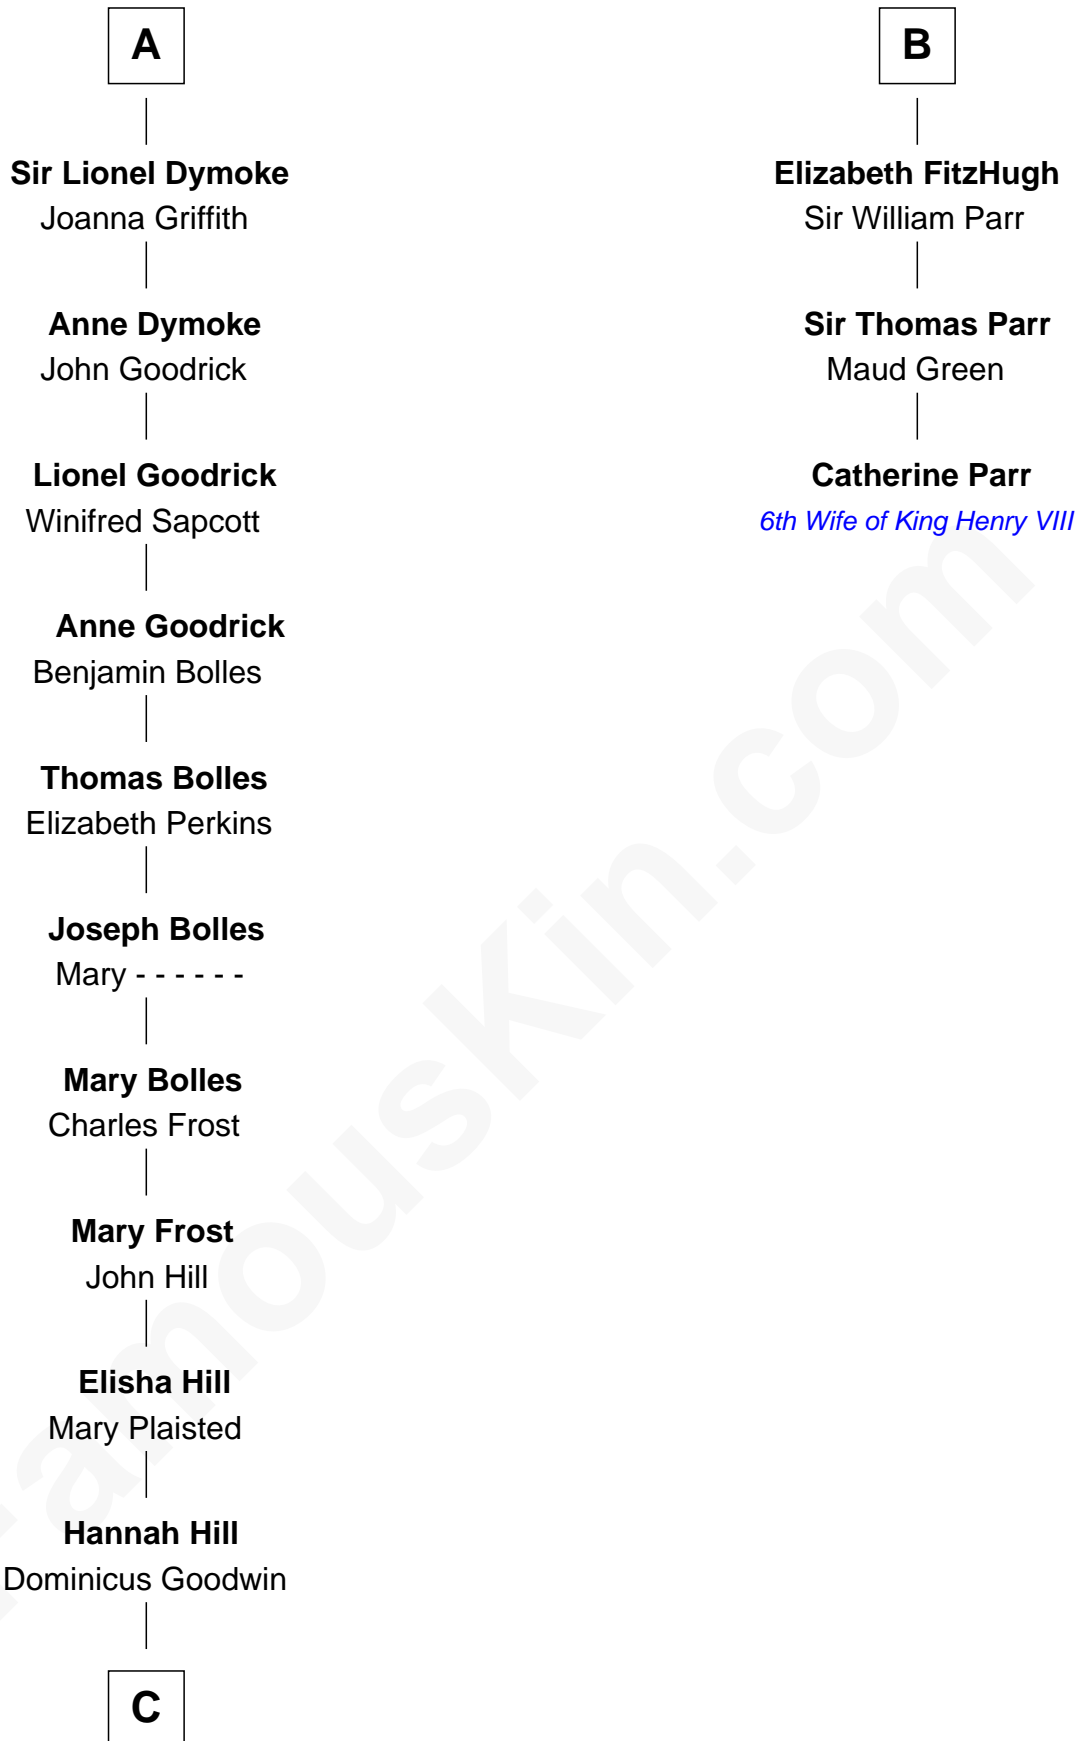 A
Sir Lionel Dymoke
Joanna Griffith
Anne Dymoke
John Goodrick
Lionel Goodrick
Winifred Sapcott
Anne Goodrick
Benjamin Bolles
Thomas Bolles
Elizabeth Perkins
Joseph Bolles
Mary - - - - - -
Mary Bolles
Charles Frost
Mary Frost
John Hill
Elisha Hill
Mary Plaisted
Hannah Hill
Dominicus Goodwin
C
B
Elizabeth FitzHugh
Sir William Parr
Sir Thomas Parr
Maud Green
Catherine Parr
6th Wife of King Henry VIII
FamousKin.com